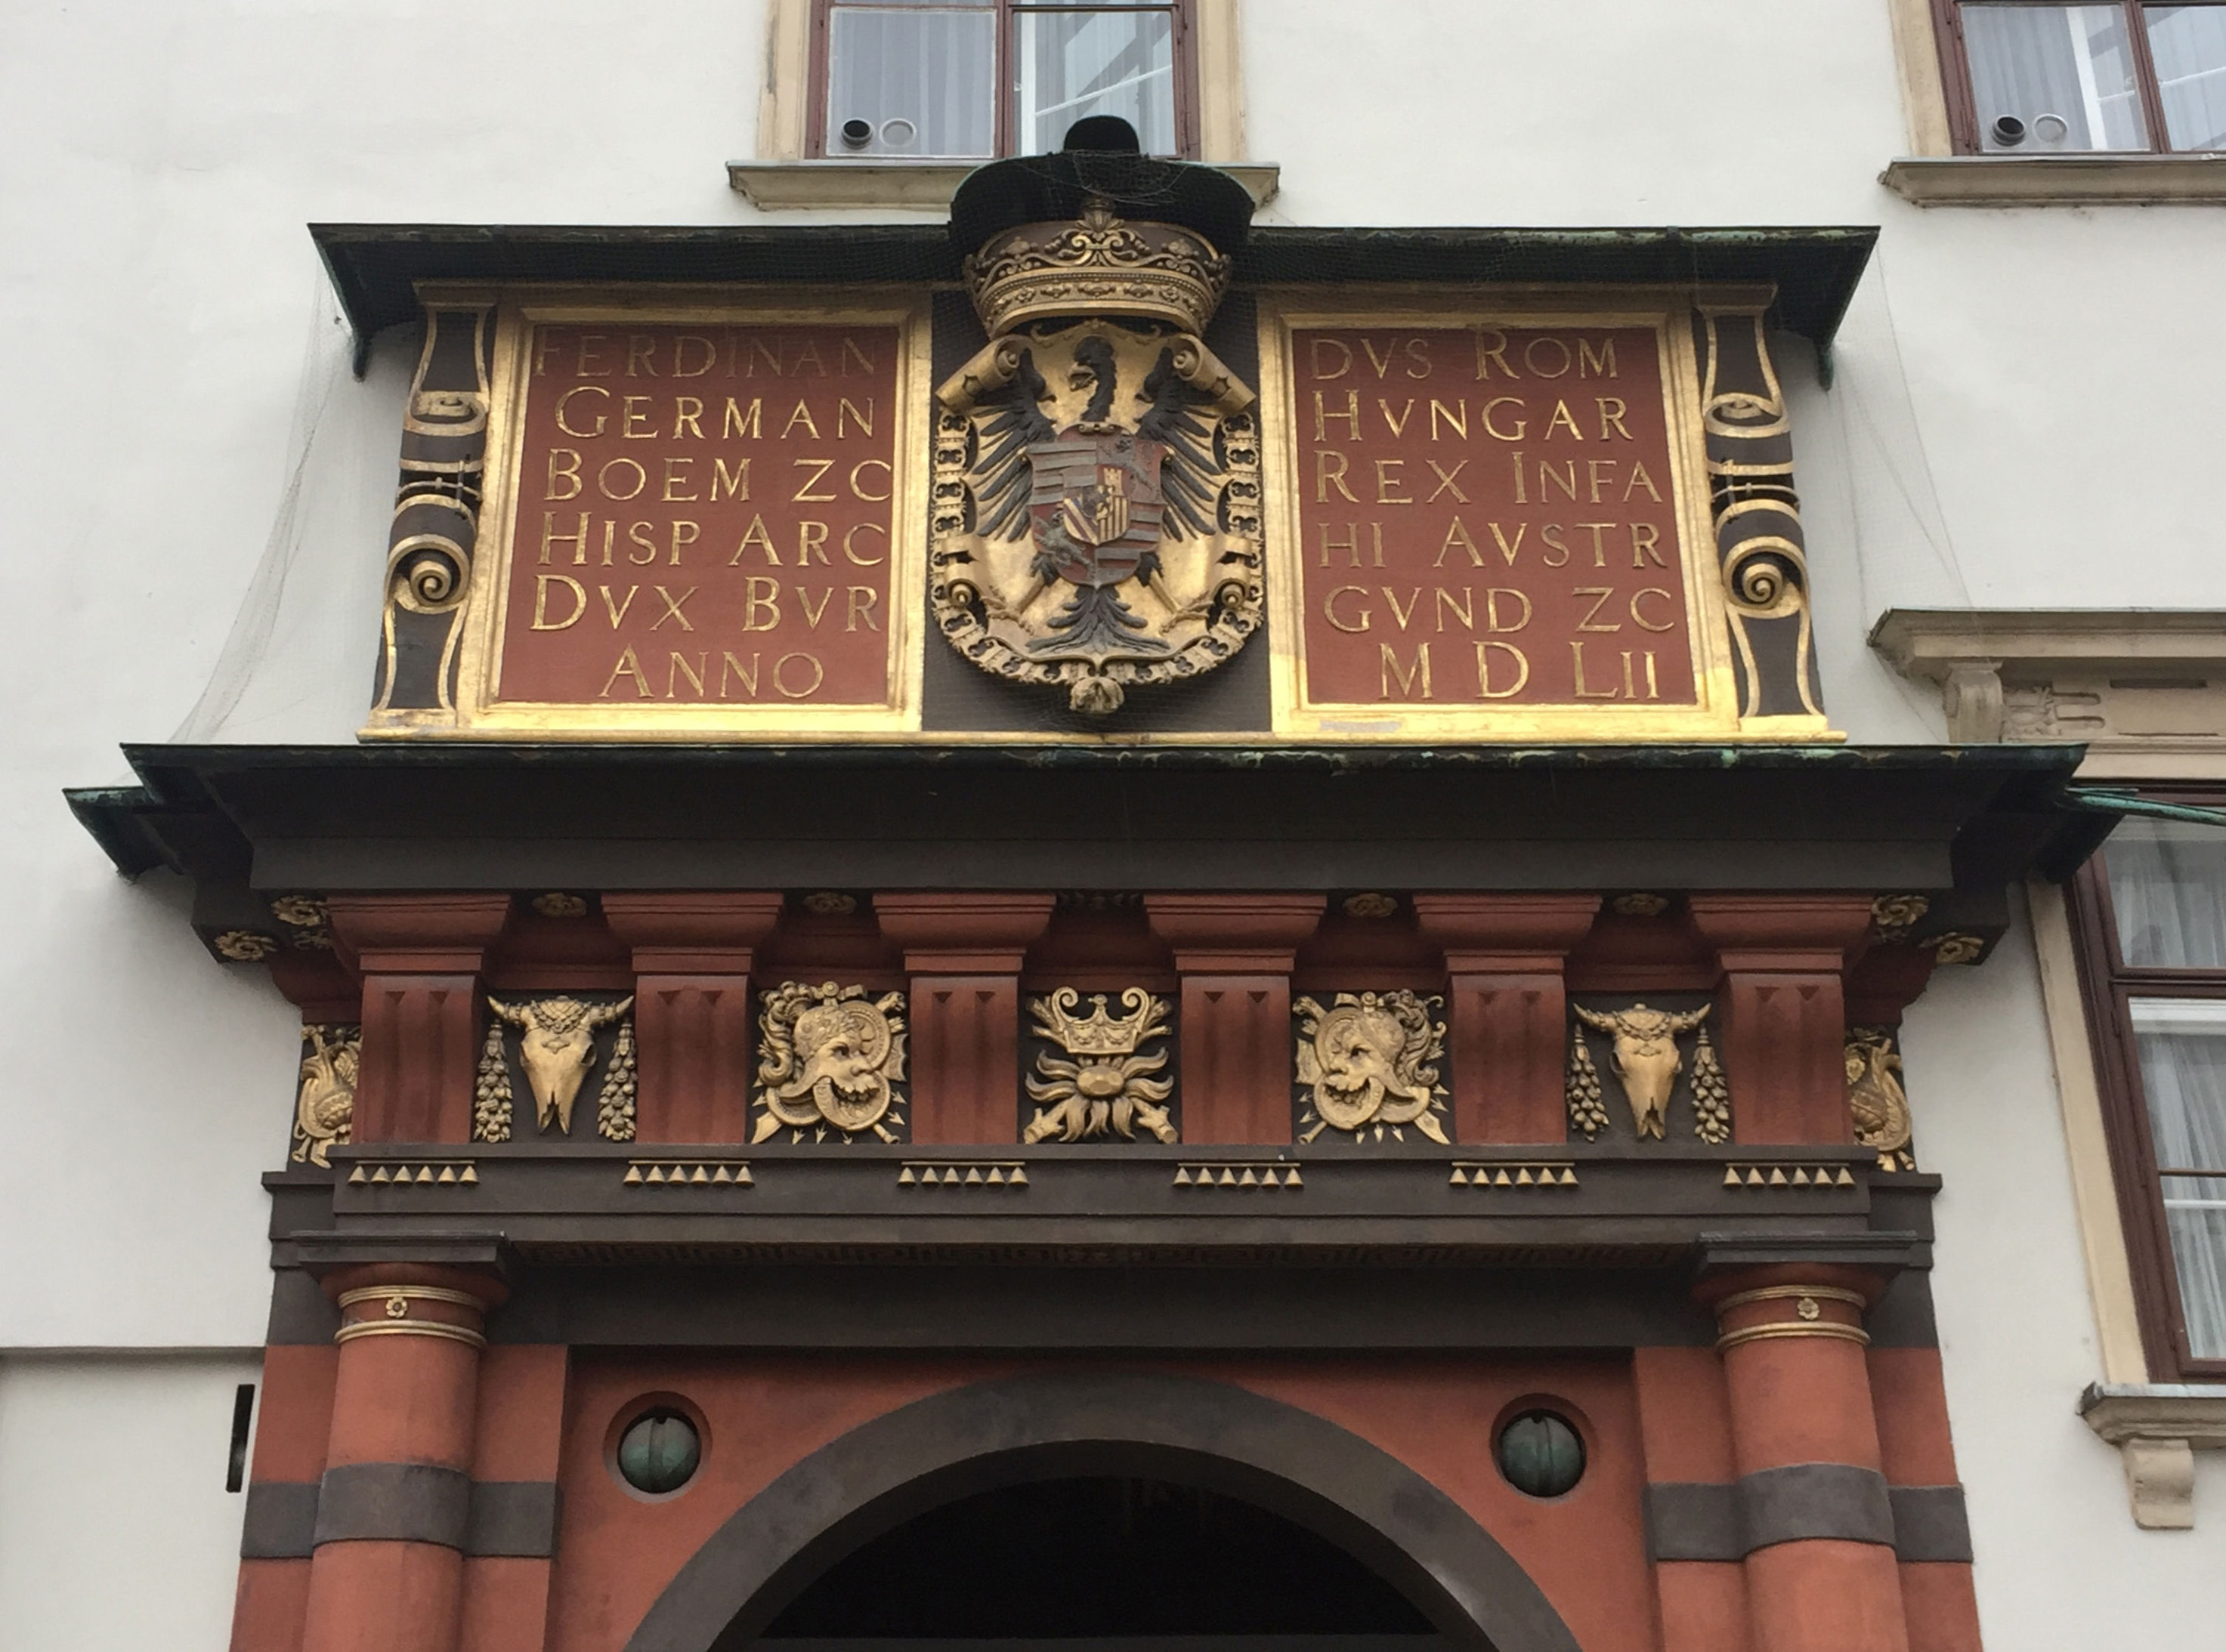 FERDINAN DVS ROM
GERMAN HVNGAR
BOEM ZC REX INFA
HISP ARC HI AVSTR
DVX BVR GVND ZC
ANNO M D LII